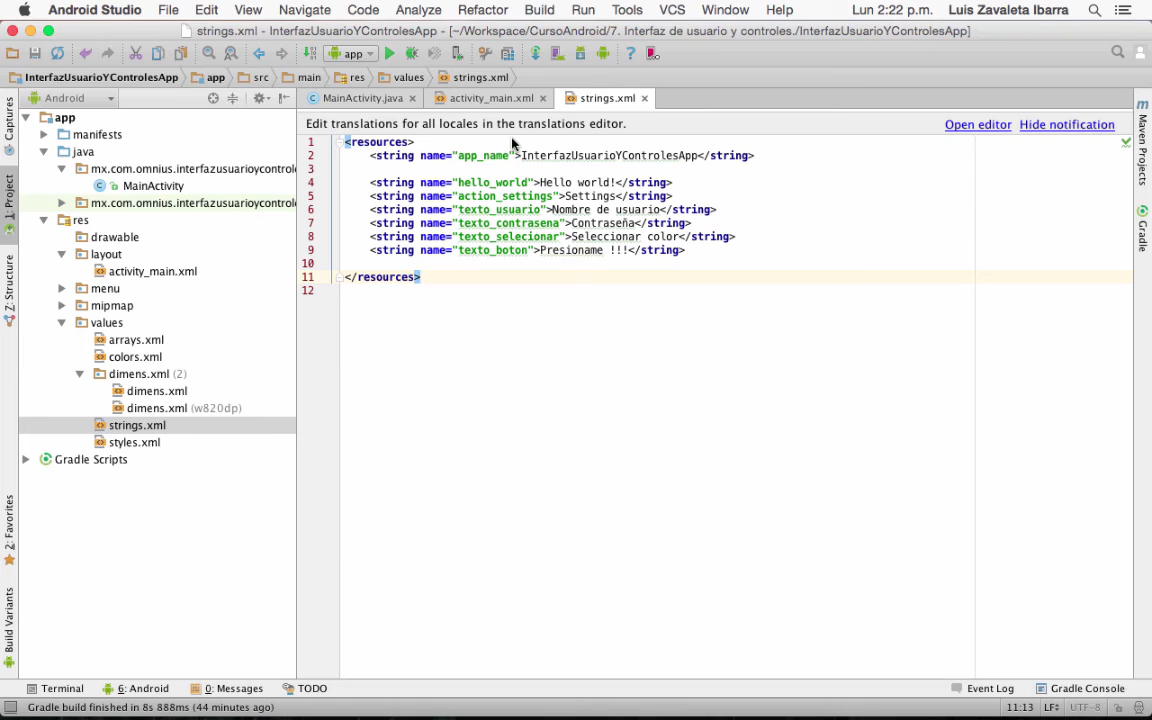 Android Studio File Edit View Navigate Code Analyze Refactor Build Run Tools VCS Window Help Lun 2:22 p.m. Luis Zavaleta Ibarra
strings.xml - InterfazUsuarioYControlesApp - [~/Workspace/CursoAndroid/7. Interfaz de usuario y controles./InterfazUsuarioYControlesApp]
app
InterfazUsuarioYControlesApp app src main res values strings.xml
Android MainActivity.java activity_main.xml strings.xml
Edit translations for all locales in the translations editor. Open editor Hide notification
Captures
1: Project
Z: Structure
2: Favorites
Build Variants
app
manifests
java
mx.com.omnius.interfazusuarioycontrole
MainActivity
mx.com.omnius.interfazusuarioycontrole
res
drawable
layout
activity_main.xml
menu
mipmap
values
arrays.xml
colors.xml
dimens.xml (2)
dimens.xml
dimens.xml (w820dp)
strings.xml
styles.xml
Gradle Scripts
1 <resources>
2 <string name="app_name">InterfazUsuarioYControlesApp</string>
3
4 <string name="hello_world">Hello world!</string>
5 <string name="action_settings">Settings</string>
6 <string name="texto_usuario">Nombre de usuario</string>
7 <string name="texto_contrasena">Contraseña</string>
8 <string name="texto_selecionar">Seleccionar color</string>
9 <string name="texto_boton">Presioname !!!</string>
10
11 </resources>
12
m Maven Projects
Gradle
Terminal 6: Android 0: Messages TODO Event Log Gradle Console
Gradle build finished in 8s 888ms (44 minutes ago) 11:13 LF UTF-8